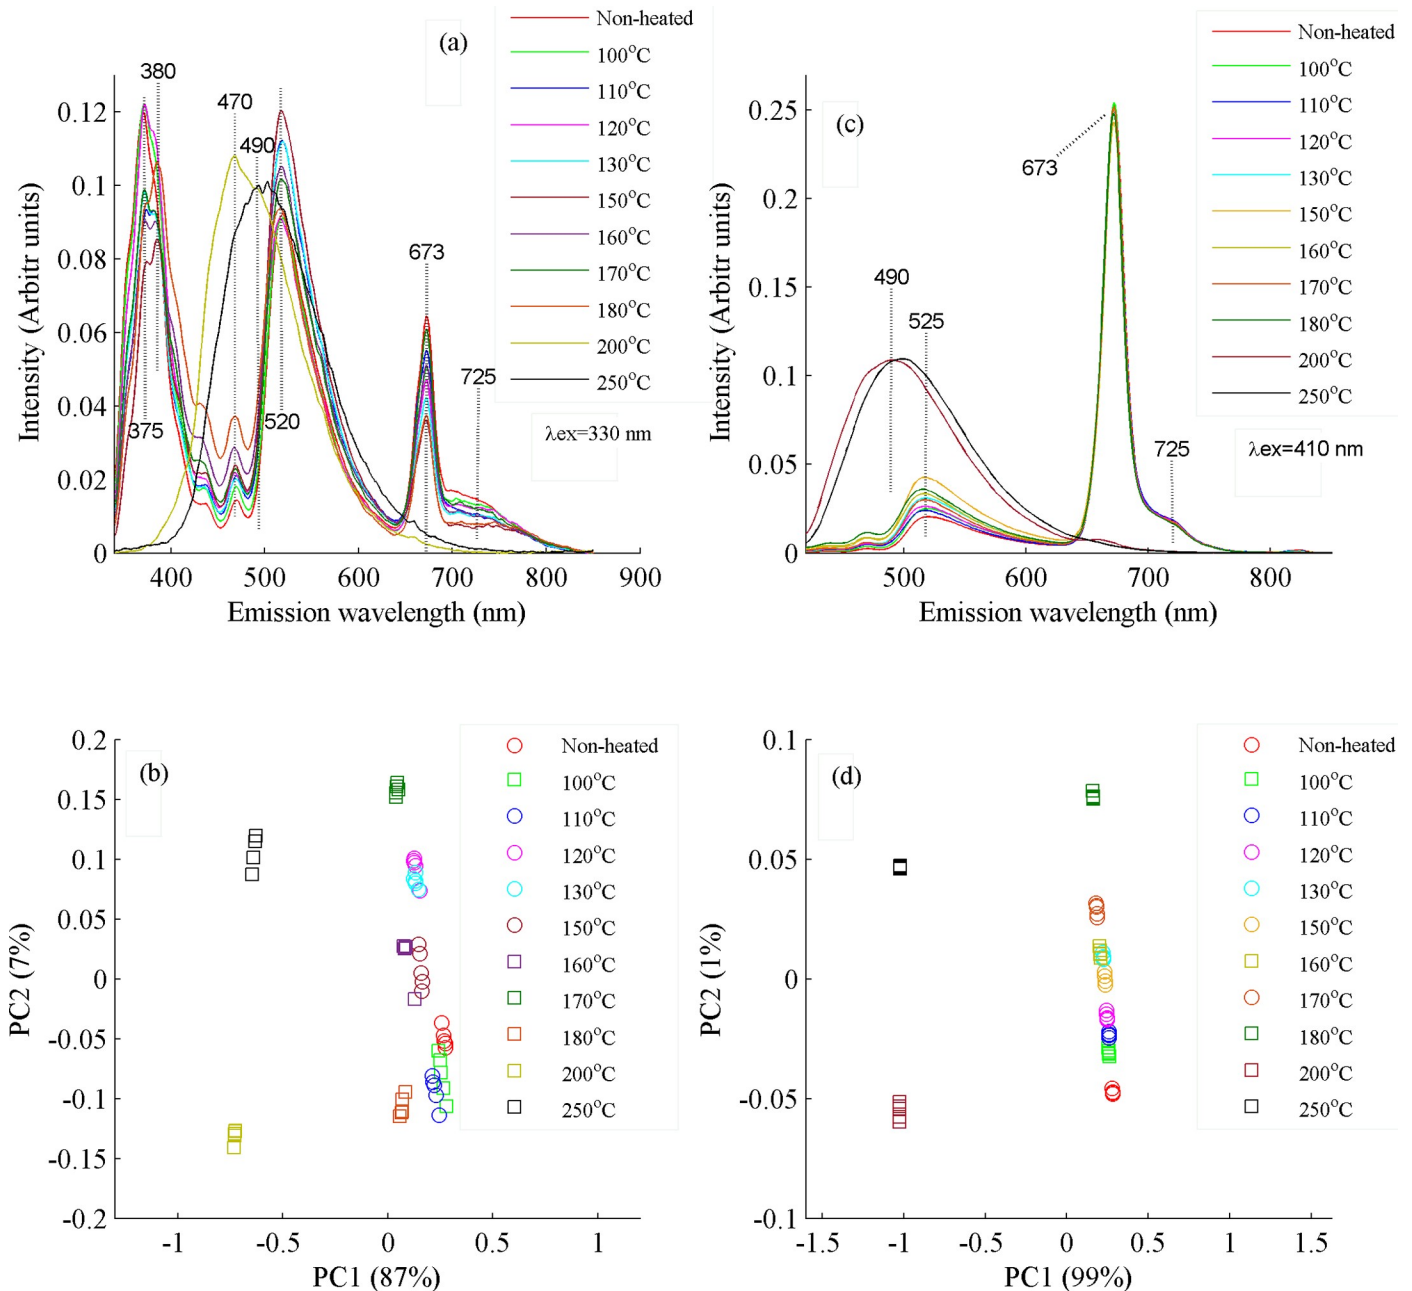 (a)
Non-heated
100°C
110°C
120°C
130°C
150°C
160°C
170°C
180°C
200°C
250°C
λex=330 nm
380
470
490
673
725
375
520
0.12
0.1
0.08
0.06
0.04
0.02
0
400
500
600
700
800
900
Intensity (Arbitr units)
Emission wavelength (nm)
(c)
Non-heated
100°C
110°C
120°C
130°C
150°C
160°C
170°C
180°C
200°C
250°C
λex=410 nm
673
490
525
725
0.25
0.2
0.15
0.1
0.05
0
500
600
700
800
Intensity (Arbitr units)
Emission wavelength (nm)
(b)
Non-heated
100°C
110°C
120°C
130°C
150°C
160°C
170°C
180°C
200°C
250°C
0.2
0.15
0.1
0.05
0
-0.05
-0.1
-0.15
-0.2
-1
-0.5
0
0.5
1
PC2 (7%)
PC1 (87%)
(d)
Non-heated
100°C
110°C
120°C
130°C
150°C
160°C
170°C
180°C
200°C
250°C
0.1
0.05
0
-0.05
-0.1
-1.5
-1
-0.5
0
0.5
1
1.5
PC2 (1%)
PC1 (99%)